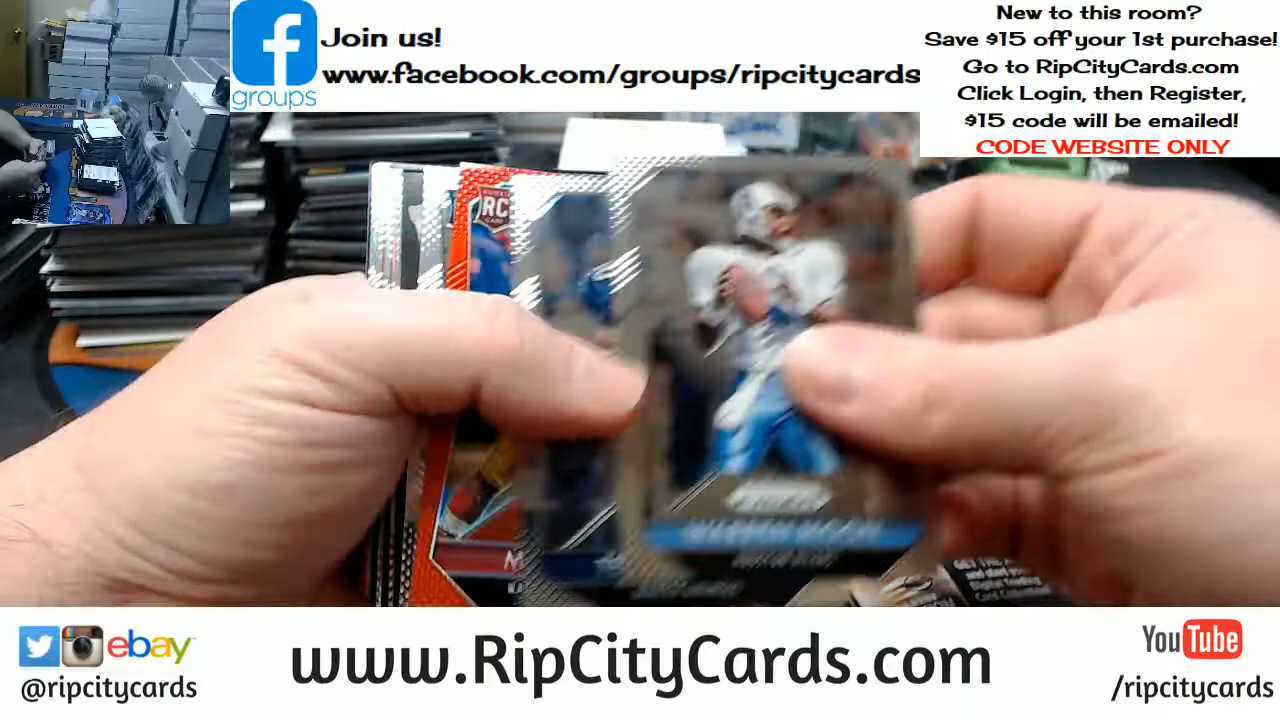 Join us!
www.facebook.com/groups/ripcitycards
groups
New to this room?
Save $15 off your 1st purchase!
Go to RipCityCards.com
Click Login, then Register,
$15 code will be emailed!
CODE WEBSITE ONLY
RC
M
ebay
@ripcitycards
www.RipCityCards.com
YouTube
/ripcitycards